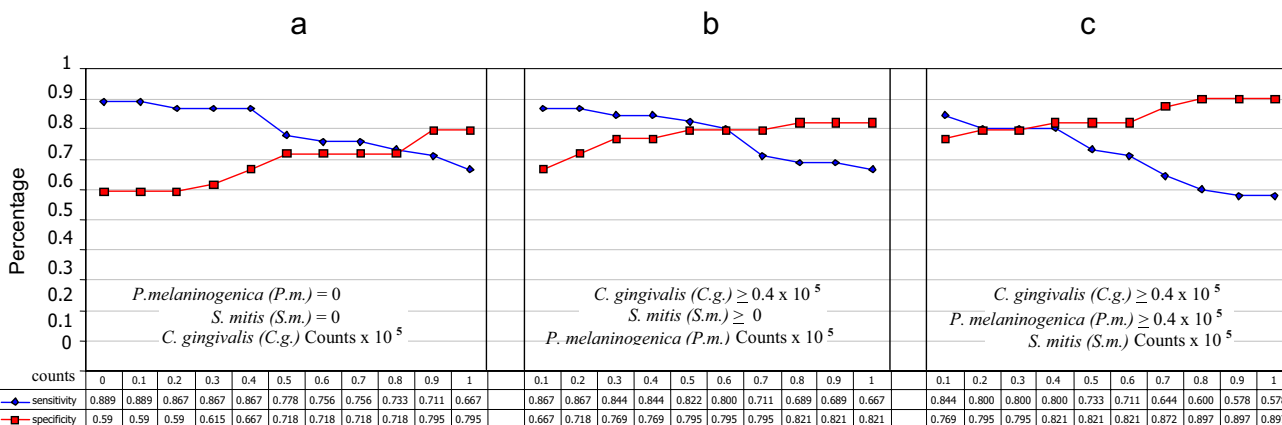 a b c
Percentage
1
0.9
0.8
0.7
0.6
0.5
0.4
0.3
0.2
0.1
0
P.melaninogenica (P.m.) = 0
S. mitis (S.m.) = 0
C. gingivalis (C.g.) Counts x 10 5
C. gingivalis (C.g.) ≥ 0.4 x 10 5
S. mitis (S.m.) ≥ 0
P. melaninogenica (P.m.) Counts x 10 5
C. gingivalis (C.g.) ≥ 0.4 x 10 5
P. melaninogenica (P.m.) ≥ 0.4 x 10 5
S. mitis (S.m.) Counts x 10 5
counts 0 0.1 0.2 0.3 0.4 0.5 0.6 0.7 0.8 0.9 1 0.1 0.2 0.3 0.4 0.5 0.6 0.7 0.8 0.9 1 0.1 0.2 0.3 0.4 0.5 0.6 0.7 0.8 0.9 1
sensitivity 0.889 0.889 0.867 0.867 0.867 0.778 0.756 0.756 0.733 0.711 0.667 0.867 0.867 0.844 0.844 0.822 0.800 0.711 0.689 0.689 0.667 0.844 0.800 0.800 0.800 0.733 0.711 0.644 0.600 0.578 0.578
specificity 0.59 0.59 0.59 0.615 0.667 0.718 0.718 0.718 0.718 0.795 0.795 0.667 0.718 0.769 0.769 0.795 0.795 0.795 0.821 0.821 0.821 0.769 0.795 0.795 0.821 0.821 0.821 0.872 0.897 0.897